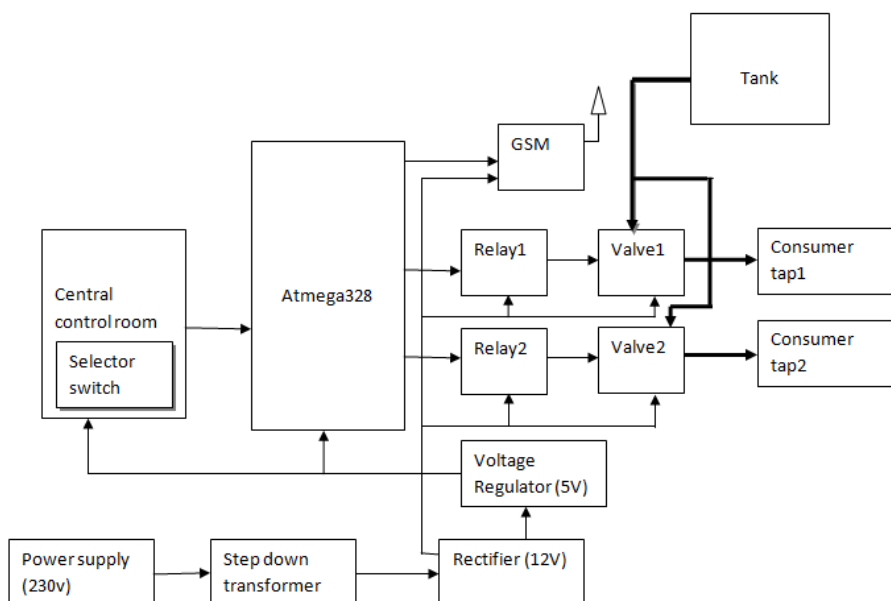 Tank
GSM
Relay1
Valve1
Consumer
tap1
Central
control room
Atmega328
Selector
switch
Relay2
Valve2
Consumer
tap2
Voltage
Regulator (5V)
Power supply
(230v)
Step down
transformer
Rectifier (12V)